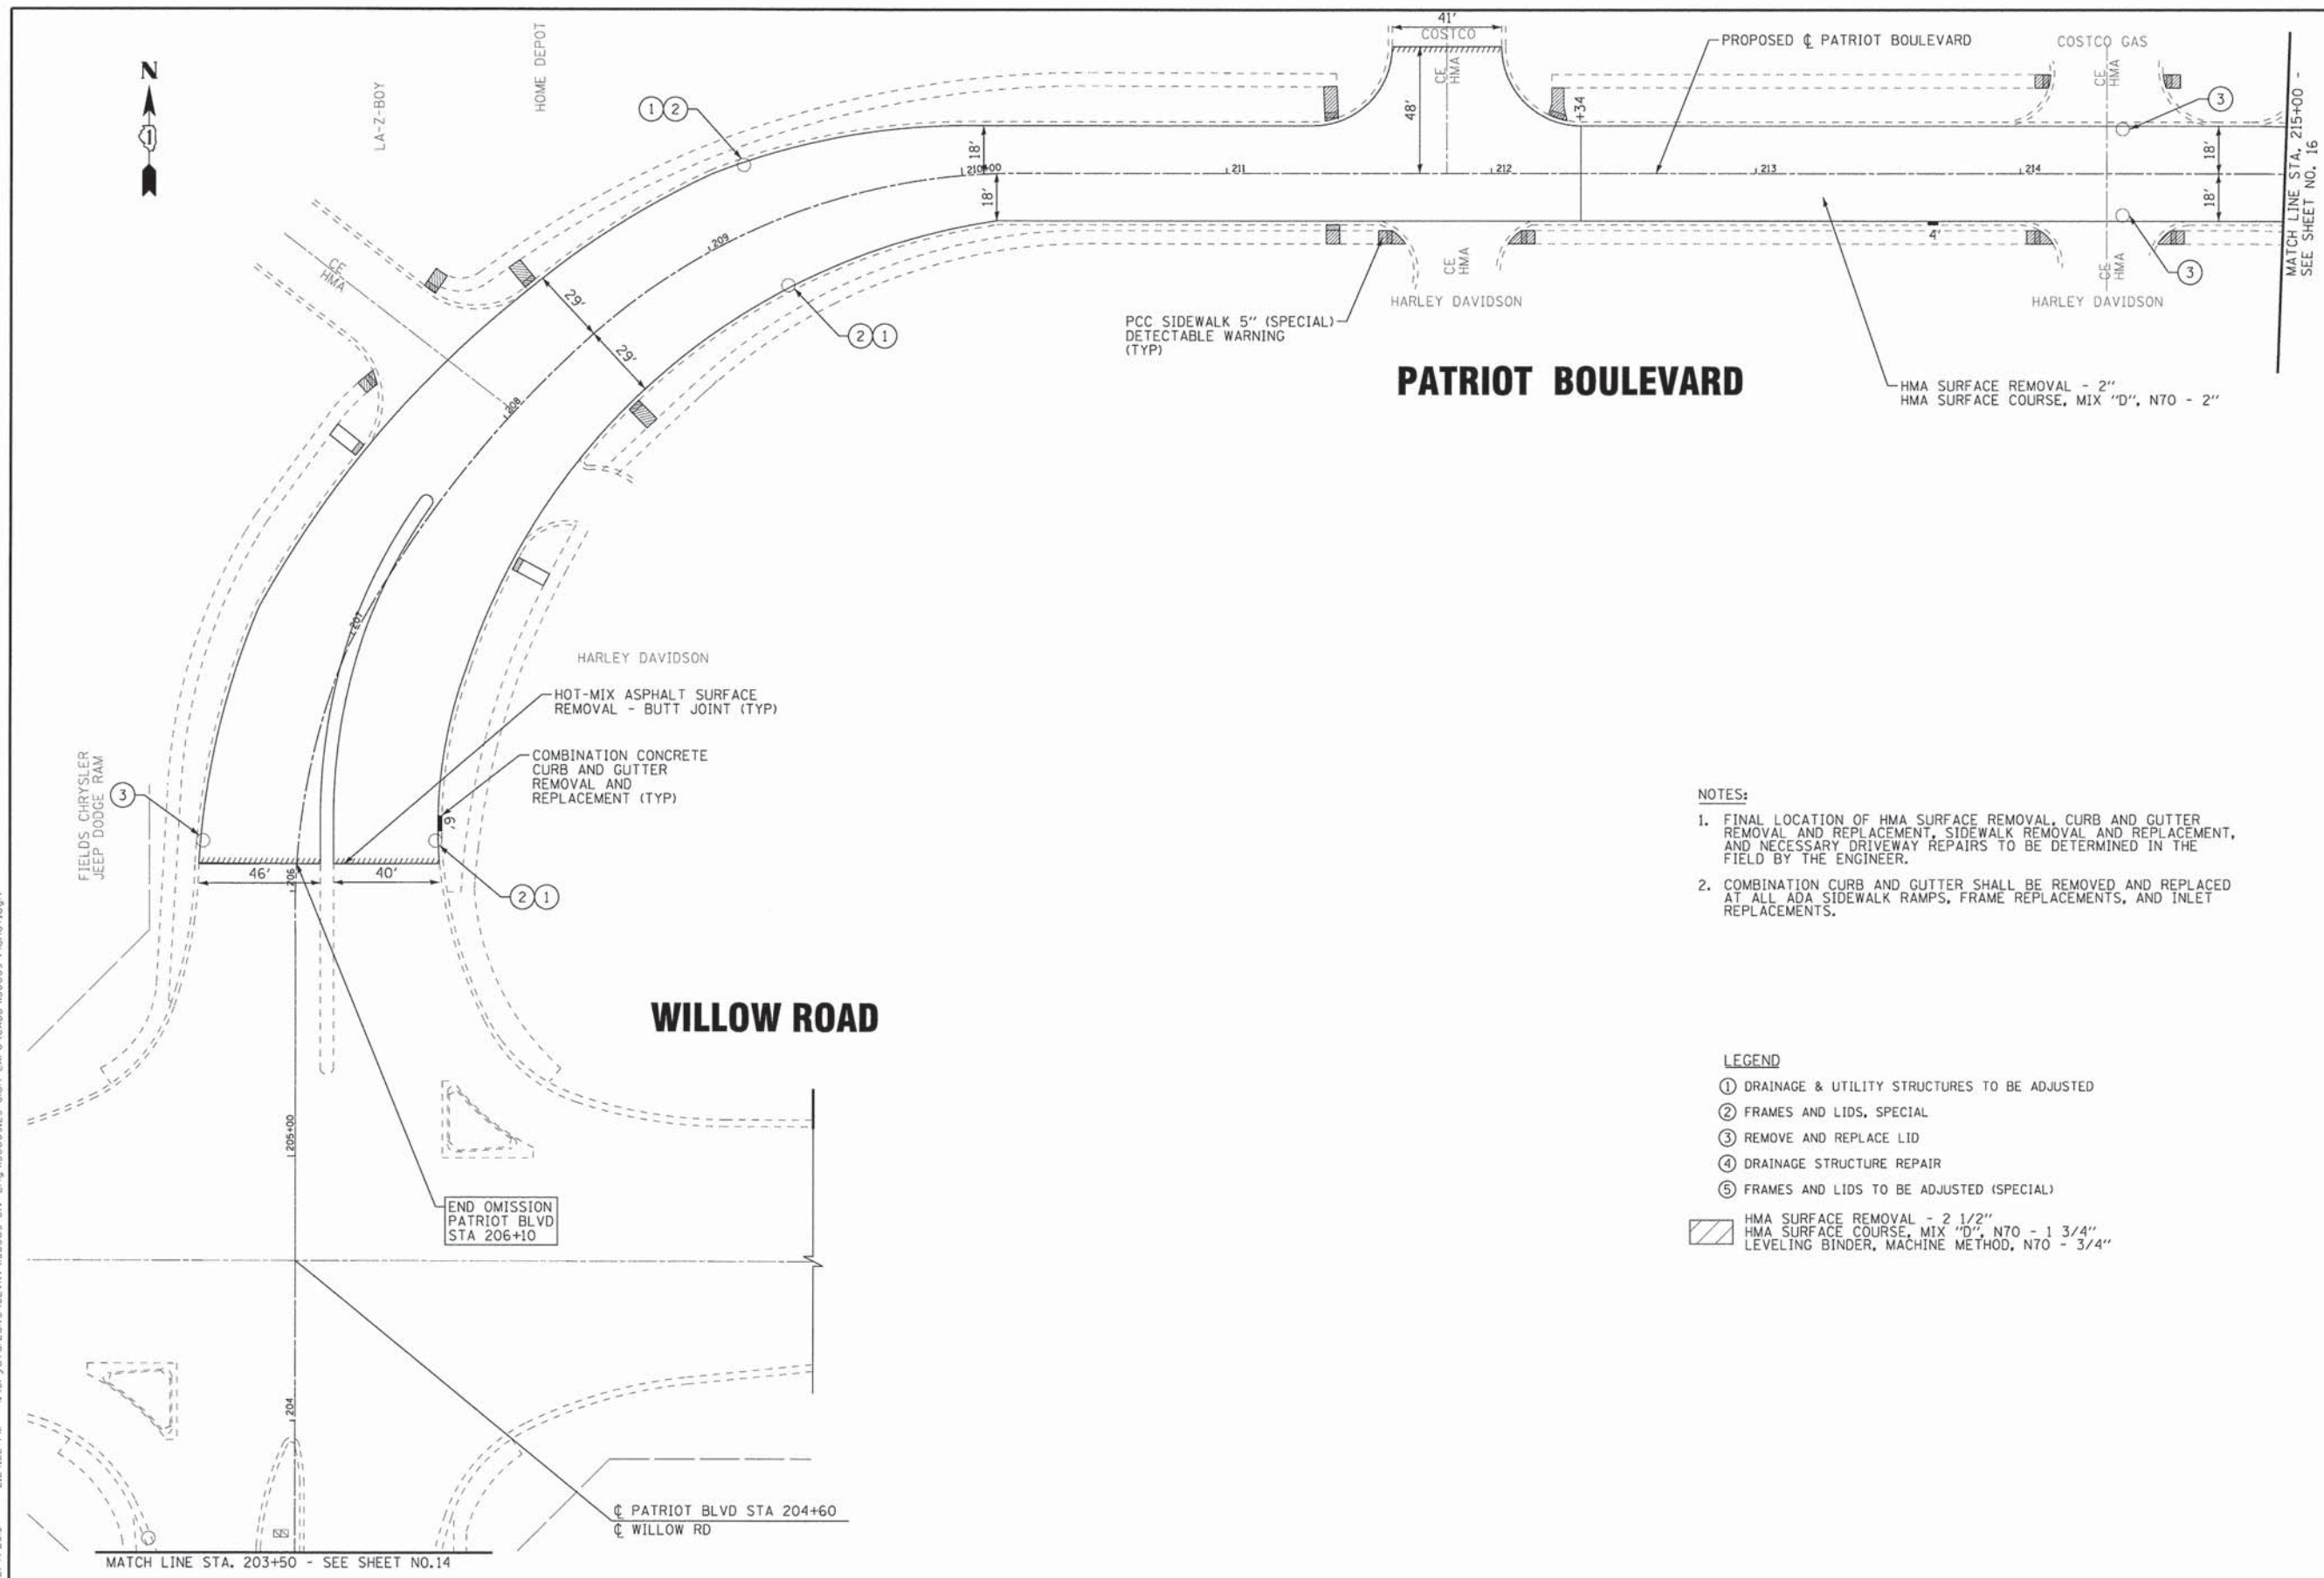 N
1
LA-Z-BOY
HOME DEPOT
1 2
41'
COSTCO
CE
HMA
48'
+34
PROPOSED ℄ PATRIOT BOULEVARD
COSTCO GAS
CE
HMA
3
MATCH LINE STA. 215+00 -
SEE SHEET NO. 16
18'
18'
210+00
211
212
213
214
18'
18'
209
CE
HMA
29'
29'
208
2 1
PCC SIDEWALK 5" (SPECIAL)
DETECTABLE WARNING
(TYP)
CE
HMA
HARLEY DAVIDSON
4'
CE
HMA
3
HARLEY DAVIDSON
PATRIOT BOULEVARD
HMA SURFACE REMOVAL - 2"
HMA SURFACE COURSE, MIX "D", N70 - 2"
207
HARLEY DAVIDSON
HOT-MIX ASPHALT SURFACE
REMOVAL - BUTT JOINT (TYP)
COMBINATION CONCRETE
CURB AND GUTTER
REMOVAL AND
REPLACEMENT (TYP)
FIELDS CHRYSLER
JEEP DODGE RAM
3
46'
206
40'
2 1
WILLOW ROAD
205+00
END OMISSION
PATRIOT BLVD
STA 206+10
204
℄ PATRIOT BLVD STA 204+60
℄ WILLOW RD
MATCH LINE STA. 203+50 - SEE SHEET NO.14
NOTES:
1. FINAL LOCATION OF HMA SURFACE REMOVAL, CURB AND GUTTER
REMOVAL AND REPLACEMENT, SIDEWALK REMOVAL AND REPLACEMENT,
AND NECESSARY DRIVEWAY REPAIRS TO BE DETERMINED IN THE
FIELD BY THE ENGINEER.
2. COMBINATION CURB AND GUTTER SHALL BE REMOVED AND REPLACED
AT ALL ADA SIDEWALK RAMPS, FRAME REPLACEMENTS, AND INLET
REPLACEMENTS.
LEGEND
1 DRAINAGE & UTILITY STRUCTURES TO BE ADJUSTED
2 FRAMES AND LIDS, SPECIAL
3 REMOVE AND REPLACE LID
4 DRAINAGE STRUCTURE REPAIR
5 FRAMES AND LIDS TO BE ADJUSTED (SPECIAL)
HMA SURFACE REMOVAL - 2 1/2"
HMA SURFACE COURSE, MIX "D", N70 - 1 3/4"
LEVELING BINDER, MACHINE METHOD, N70 - 3/4"